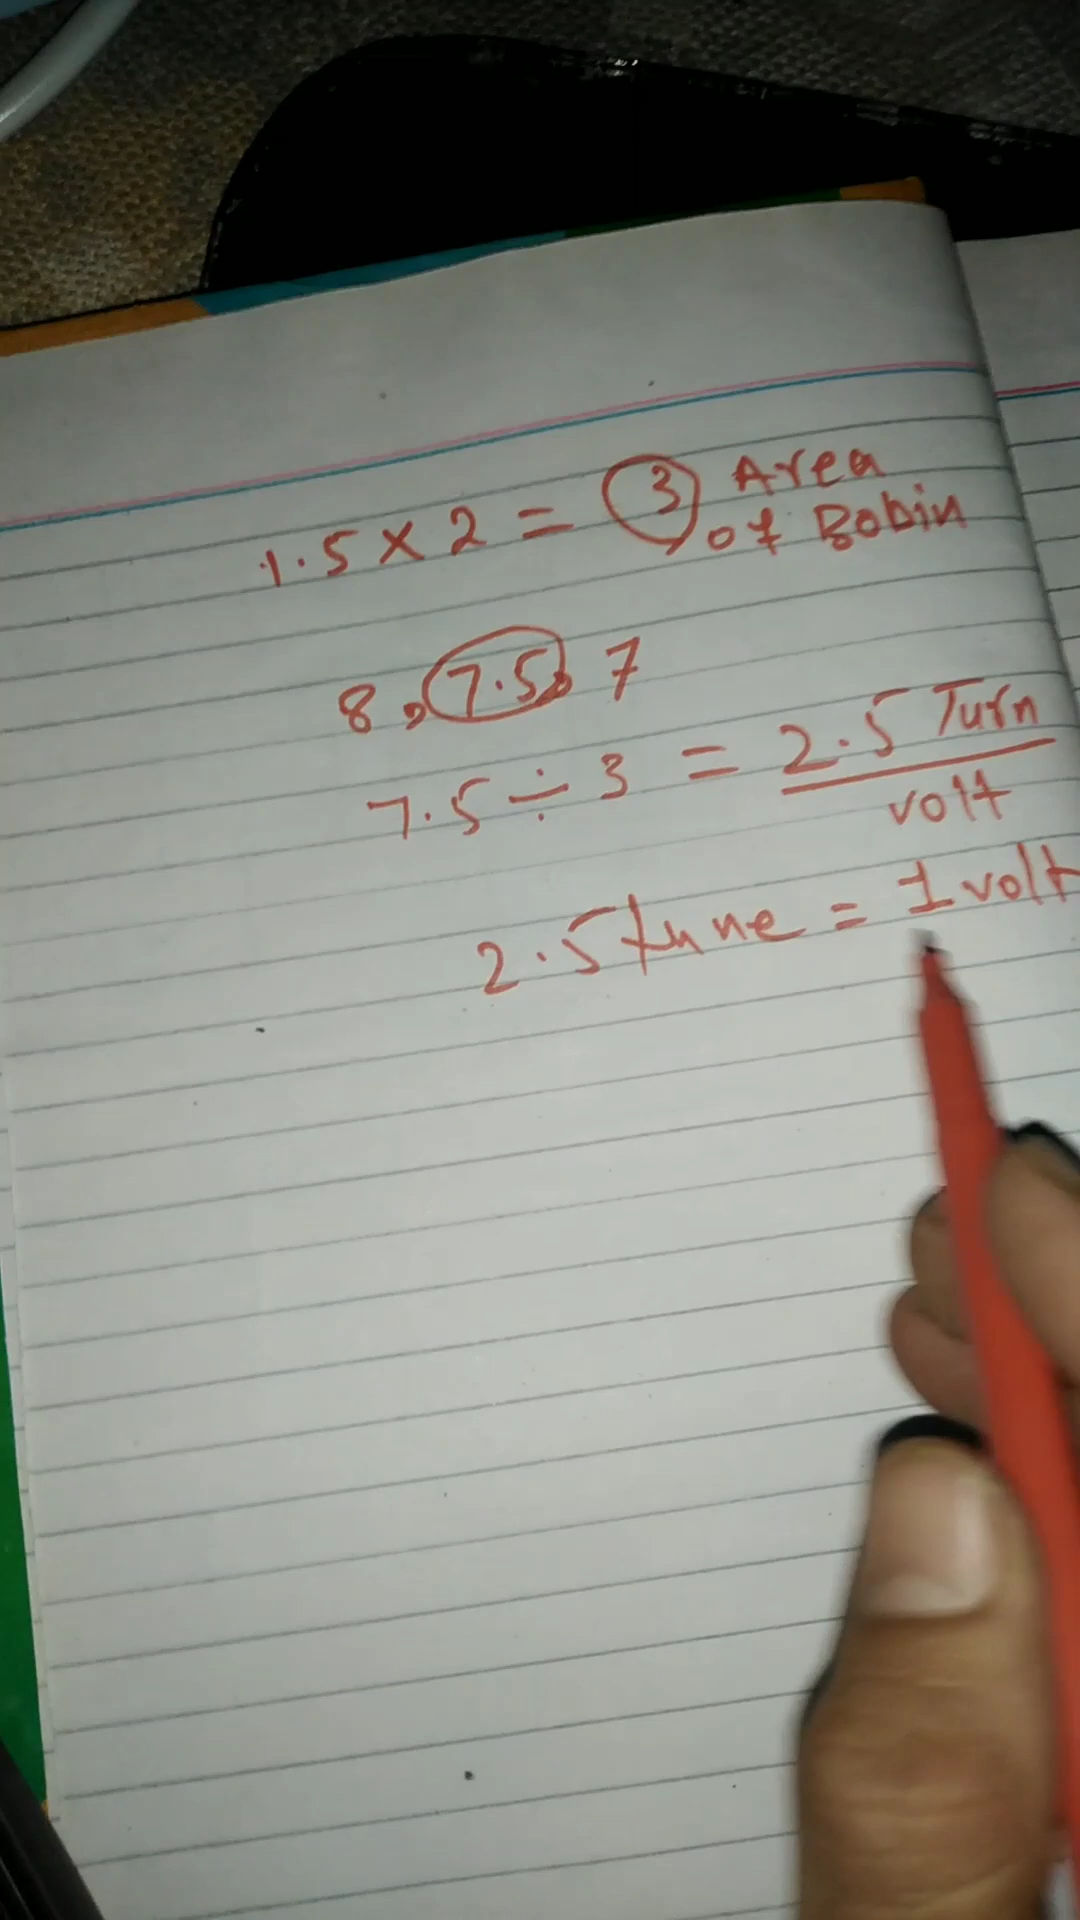 1.5 × 2 = 3 Area
of Bobin
8, 7.5, 7
7.5 ÷ 3 = 2.5 Turn
volt
2.5 tune = 1 volt